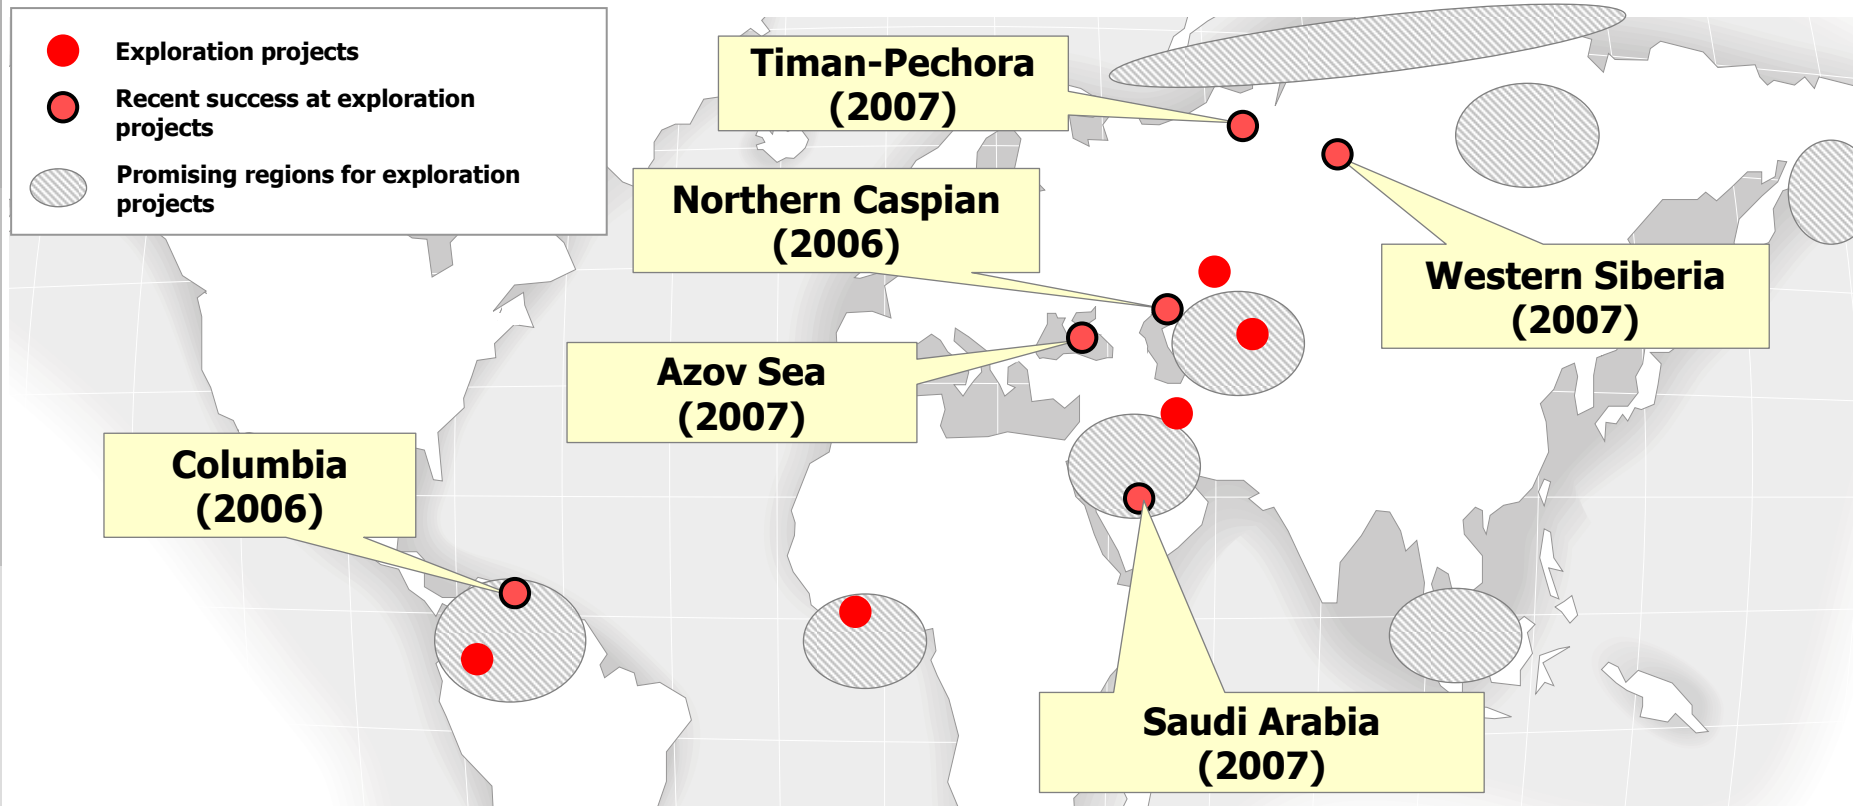 Exploration projects
Recent success at exploration
projects
Promising regions for exploration
projects
Timan-Pechora
(2007)
Northern Caspian
(2006)
Western Siberia
(2007)
Azov Sea
(2007)
Columbia
(2006)
Saudi Arabia
(2007)